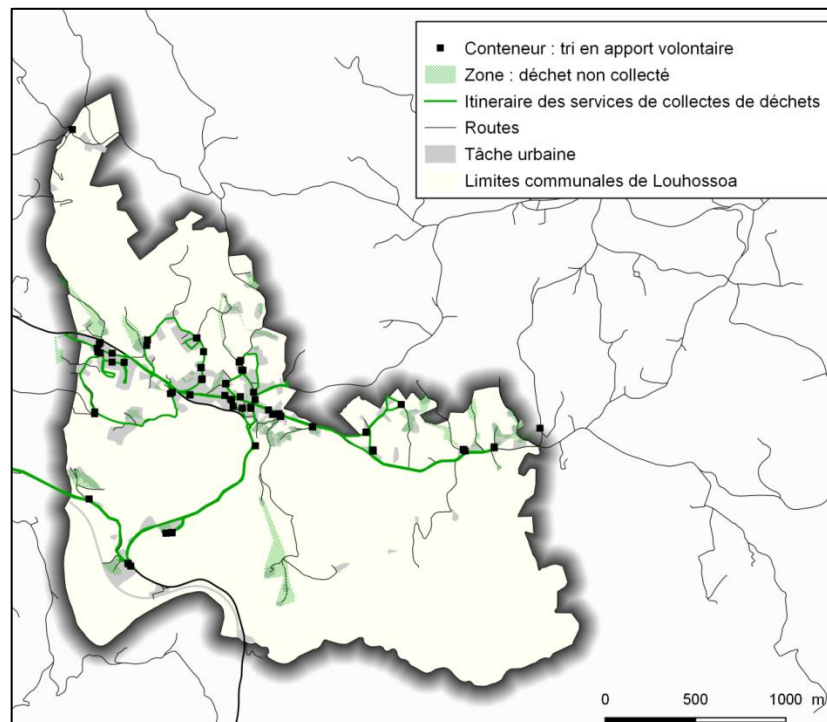 Conteneur : tri en apport volontaire
Zone : déchet non collecté
Itineraire des services de collectes de déchets
Routes
Tâche urbaine
Limites communales de Louhossoa
0 500 1000 m